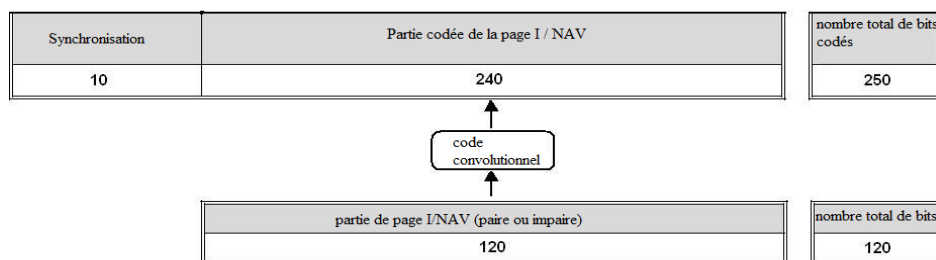 Synchronisation
Partie codée de la page I / NAV
nombre total de bits
codés
10
240
250
code
convolutionnel
partie de page I/NAV (paire ou impaire)
nombre total de bits
120
120